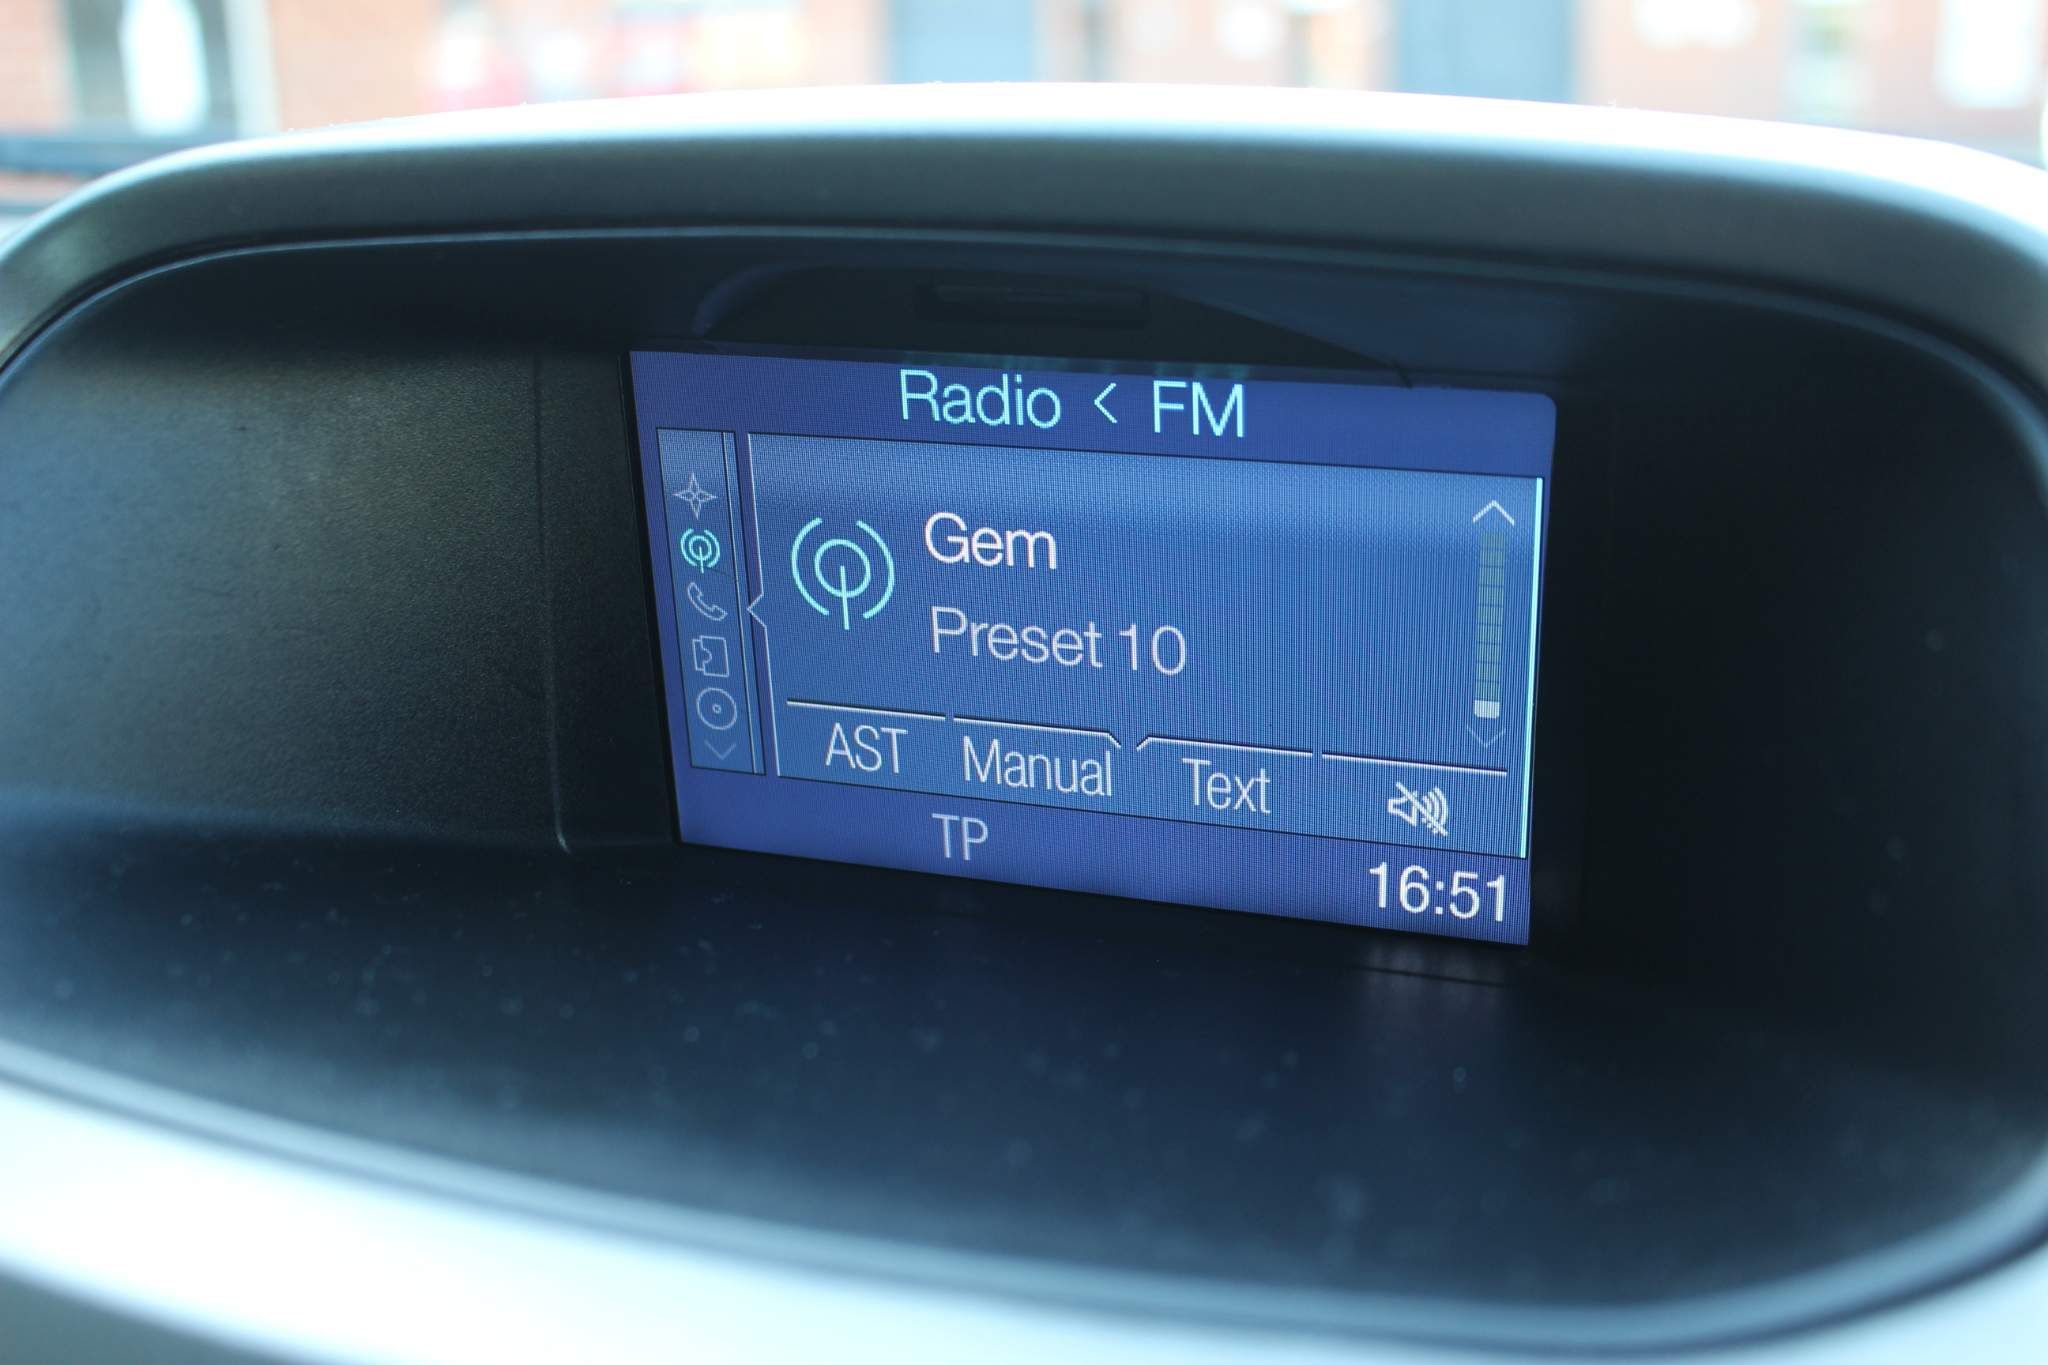 Radio < FM
Gem
Preset 10
AST Manual Text
TP
16:51